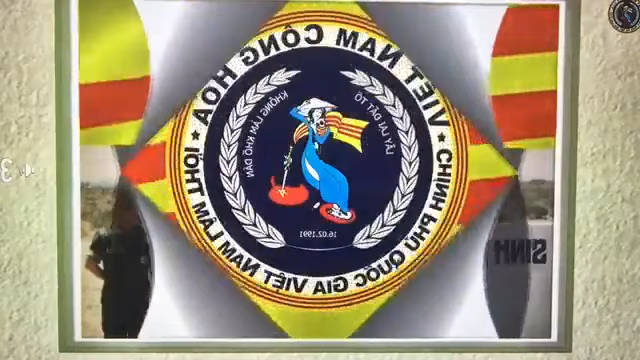 VIỆT NAM CỘNG HÒA
LẤY LẠI ĐẤT TỔ
KHÔNG LÀM KHỔ DÂN
16.02.1991
CHÍNH PHỦ QUỐC GIA VIỆT NAM LÂM THỜI
SINH